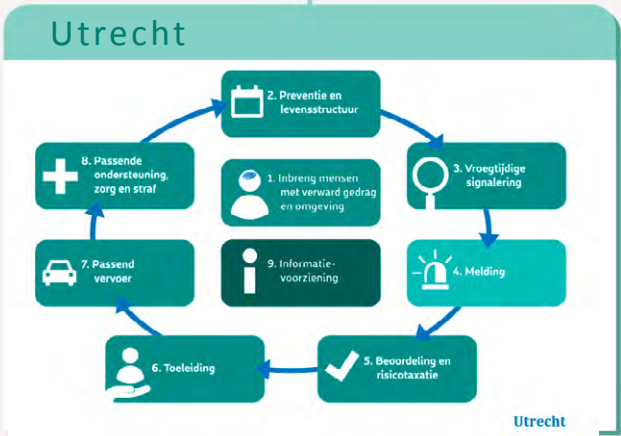 Utrecht
2. Preventie en
levensstructuur
8. Passende
ondersteuning,
zorg en straf
1. Inbreng mensen
met verward gedrag
en omgeving
3. Vroegtijdige
signalering
7. Passend
vervoer
9. Informatie-
voorziening
4. Melding
6. Toeleiding
5. Beoordeling en
risicotaxatie
Utrecht